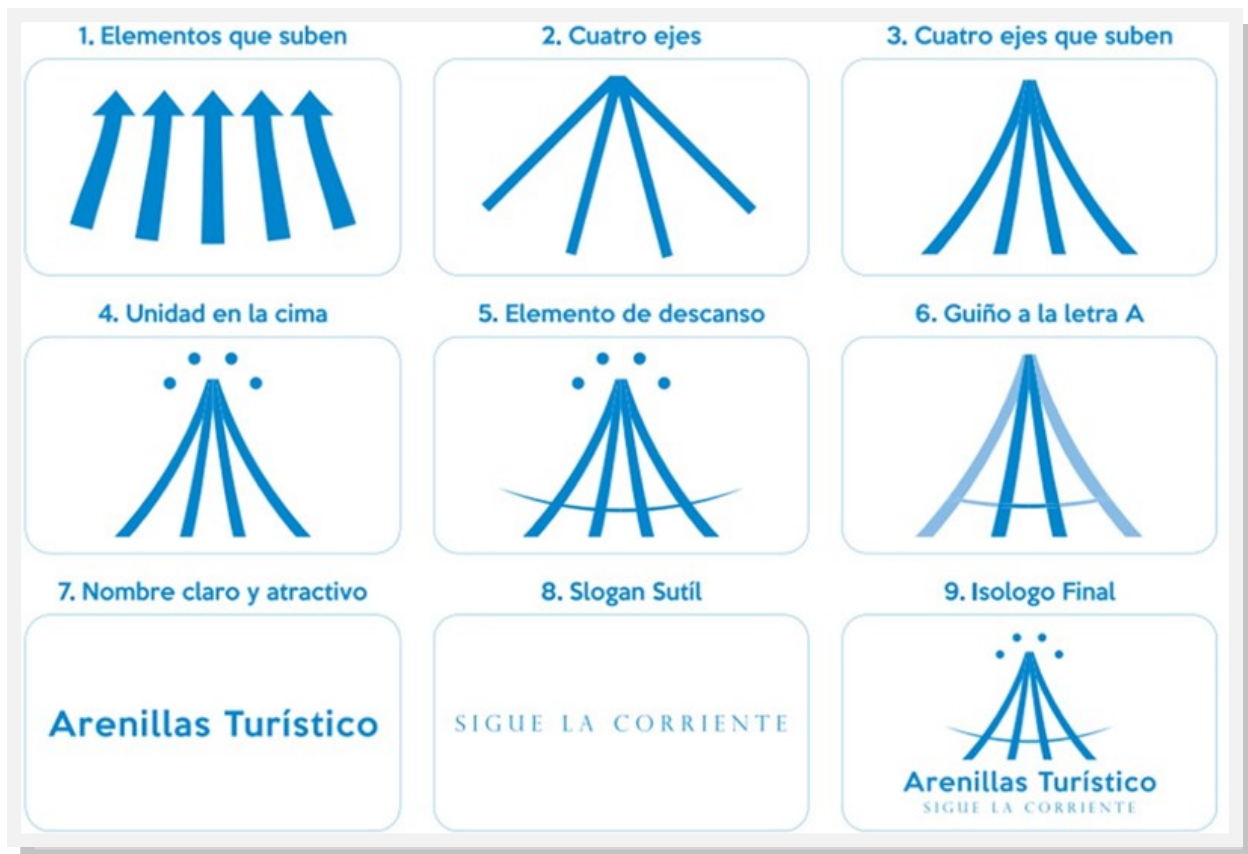 1. Elementos que suben
2. Cuatro ejes
3. Cuatro ejes que suben
4. Unidad en la cima
5. Elemento de descanso
6. Guiño a la letra A
7. Nombre claro y atractivo
8. Slogan Sutíl
9. Isologo Final
Arenillas Turístico
SIGUE LA CORRIENTE
Arenillas Turístico
SIGUE LA CORRIENTE